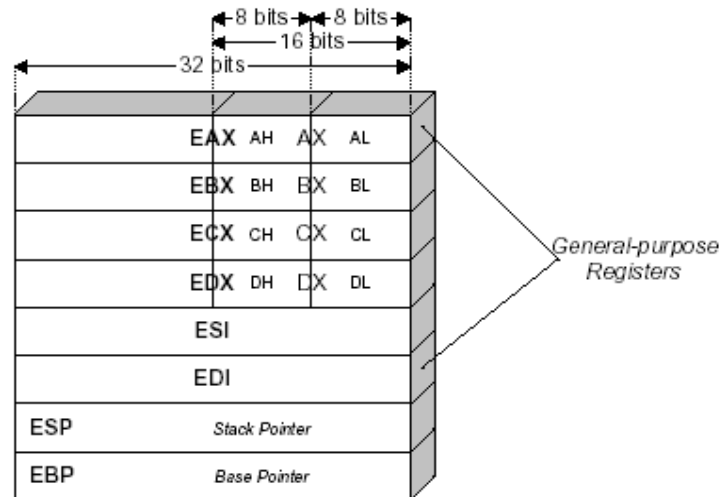 8 bits 8 bits
16 bits
32 bits
EAX AH AX AL
EBX BH BX BL
ECX CH CX CL
EDX DH DX DL
General-purpose
Registers
ESI
EDI
ESP Stack Pointer
EBP Base Pointer